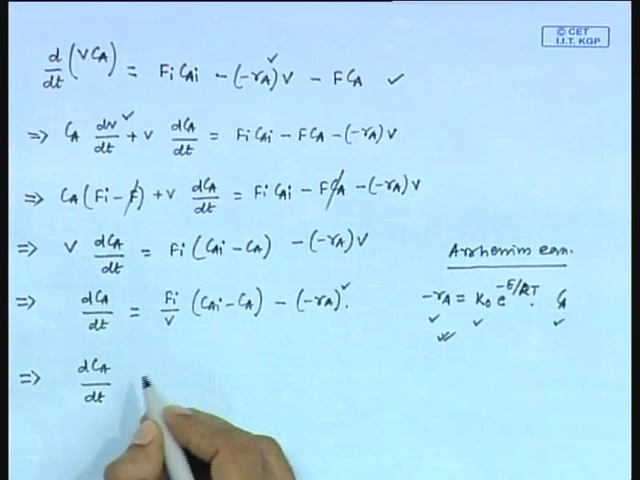 © CET
I.I.T. KGP
d/dt (VCA) = Fi CAi - (-rA)V - FCA ✓
⇒ CA dV/dt + V dCA/dt = Fi CAi - FCA - (-rA)V
⇒ CA (Fi - F) + V dCA/dt = Fi CAi - FCA - (-rA)V
⇒ V dCA/dt = Fi (CAi - CA) - (-rA)V
⇒ dCA/dt = Fi/V (CAi - CA) - (-rA).
⇒ dCA/dt
Arrhenius eqn.
-rA = k0 e^-E/RT. CA